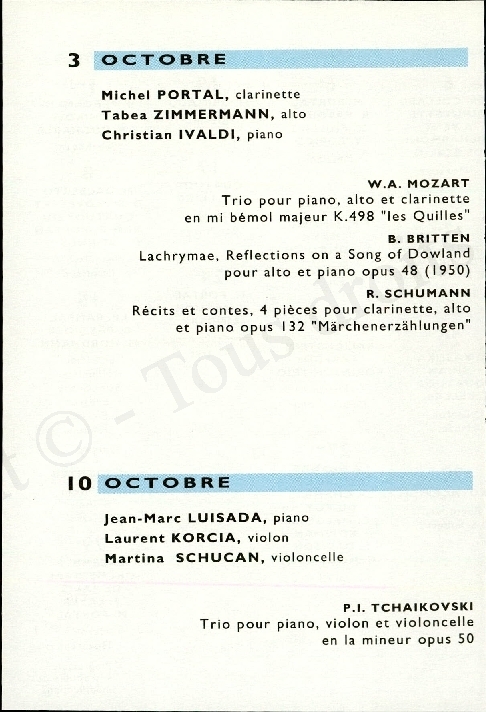 3 OCTOBRE
Michel PORTAL, clarinette
Tabea ZIMMERMANN, alto
Christian IVALDI, piano
W.A. MOZART
Trio pour piano, alto et clarinette
en mi bémol majeur K.498 "les Quilles"
B. BRITTEN
Lachrymae, Reflections on a Song of Dowland
pour alto et piano opus 48 (1950)
R. SCHUMANN
Récits et contes, 4 pièces pour clarinette, alto
et piano opus 132 "Märchenerzählungen"
© - Tous droits
10 OCTOBRE
Jean-Marc LUISADA, piano
Laurent KORCIA, violon
Martina SCHUCAN, violoncelle
P.I. TCHAIKOVSKI
Trio pour piano, violon et violoncelle
en la mineur opus 50